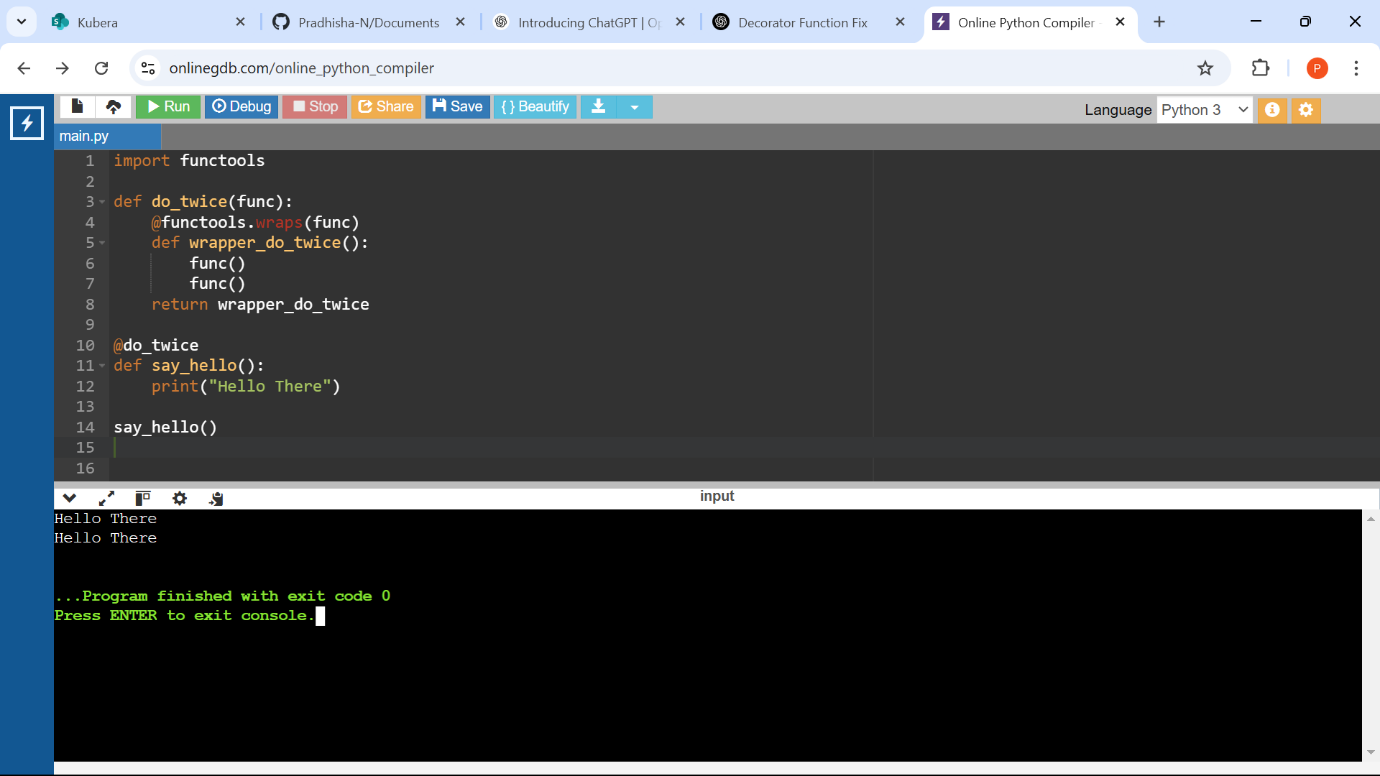 Kubera
Pradhisha-N/Documents
Introducing ChatGPT | O
Decorator Function Fix
Online Python Compiler -
onlinegdb.com/online_python_compiler
P
Run
Debug
Stop
Share
Save
{ } Beautify
Language
Python 3
main.py
1 import functools
2
3 def do_twice(func):
4 @functools.wraps(func)
5 def wrapper_do_twice():
6 func()
7 func()
8 return wrapper_do_twice
9
10 @do_twice
11 def say_hello():
12 print("Hello There")
13
14 say_hello()
15
16
input
Hello There
Hello There
...Program finished with exit code 0
Press ENTER to exit console.